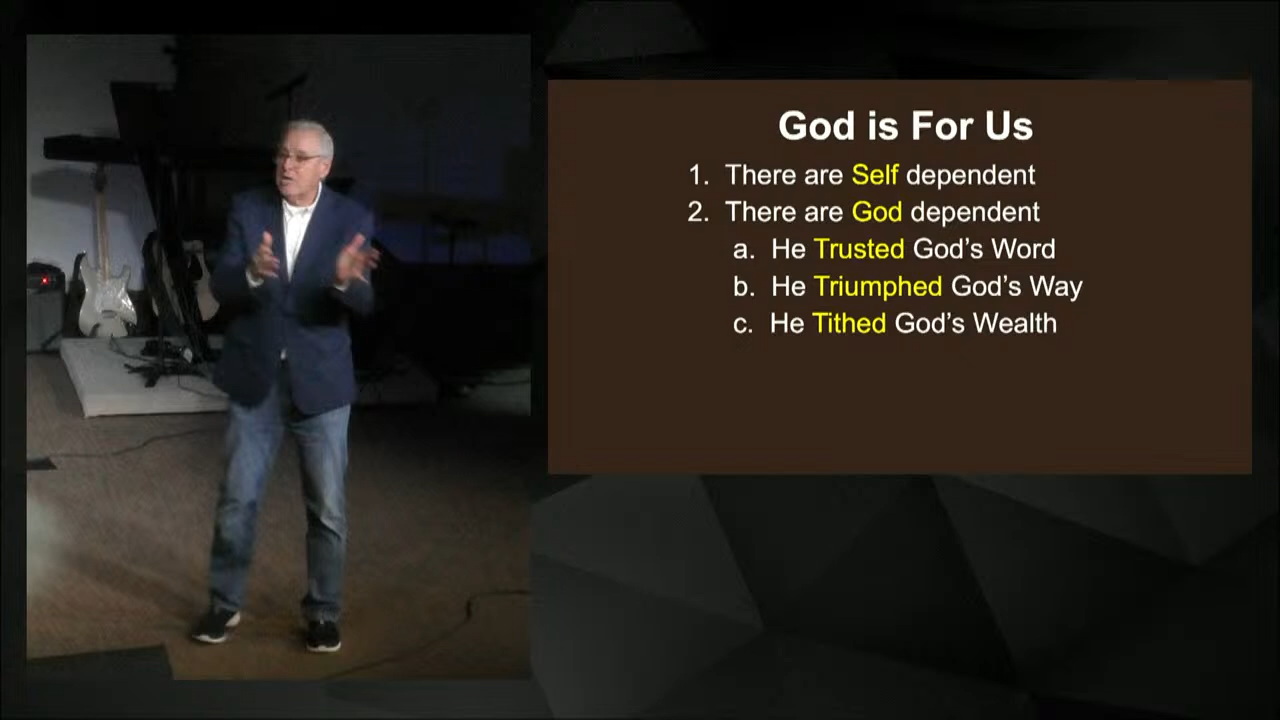 God is For Us
1. There are Self dependent
2. There are God dependent
a. He Trusted God’s Word
b. He Triumphed God’s Way
c. He Tithed God’s Wealth